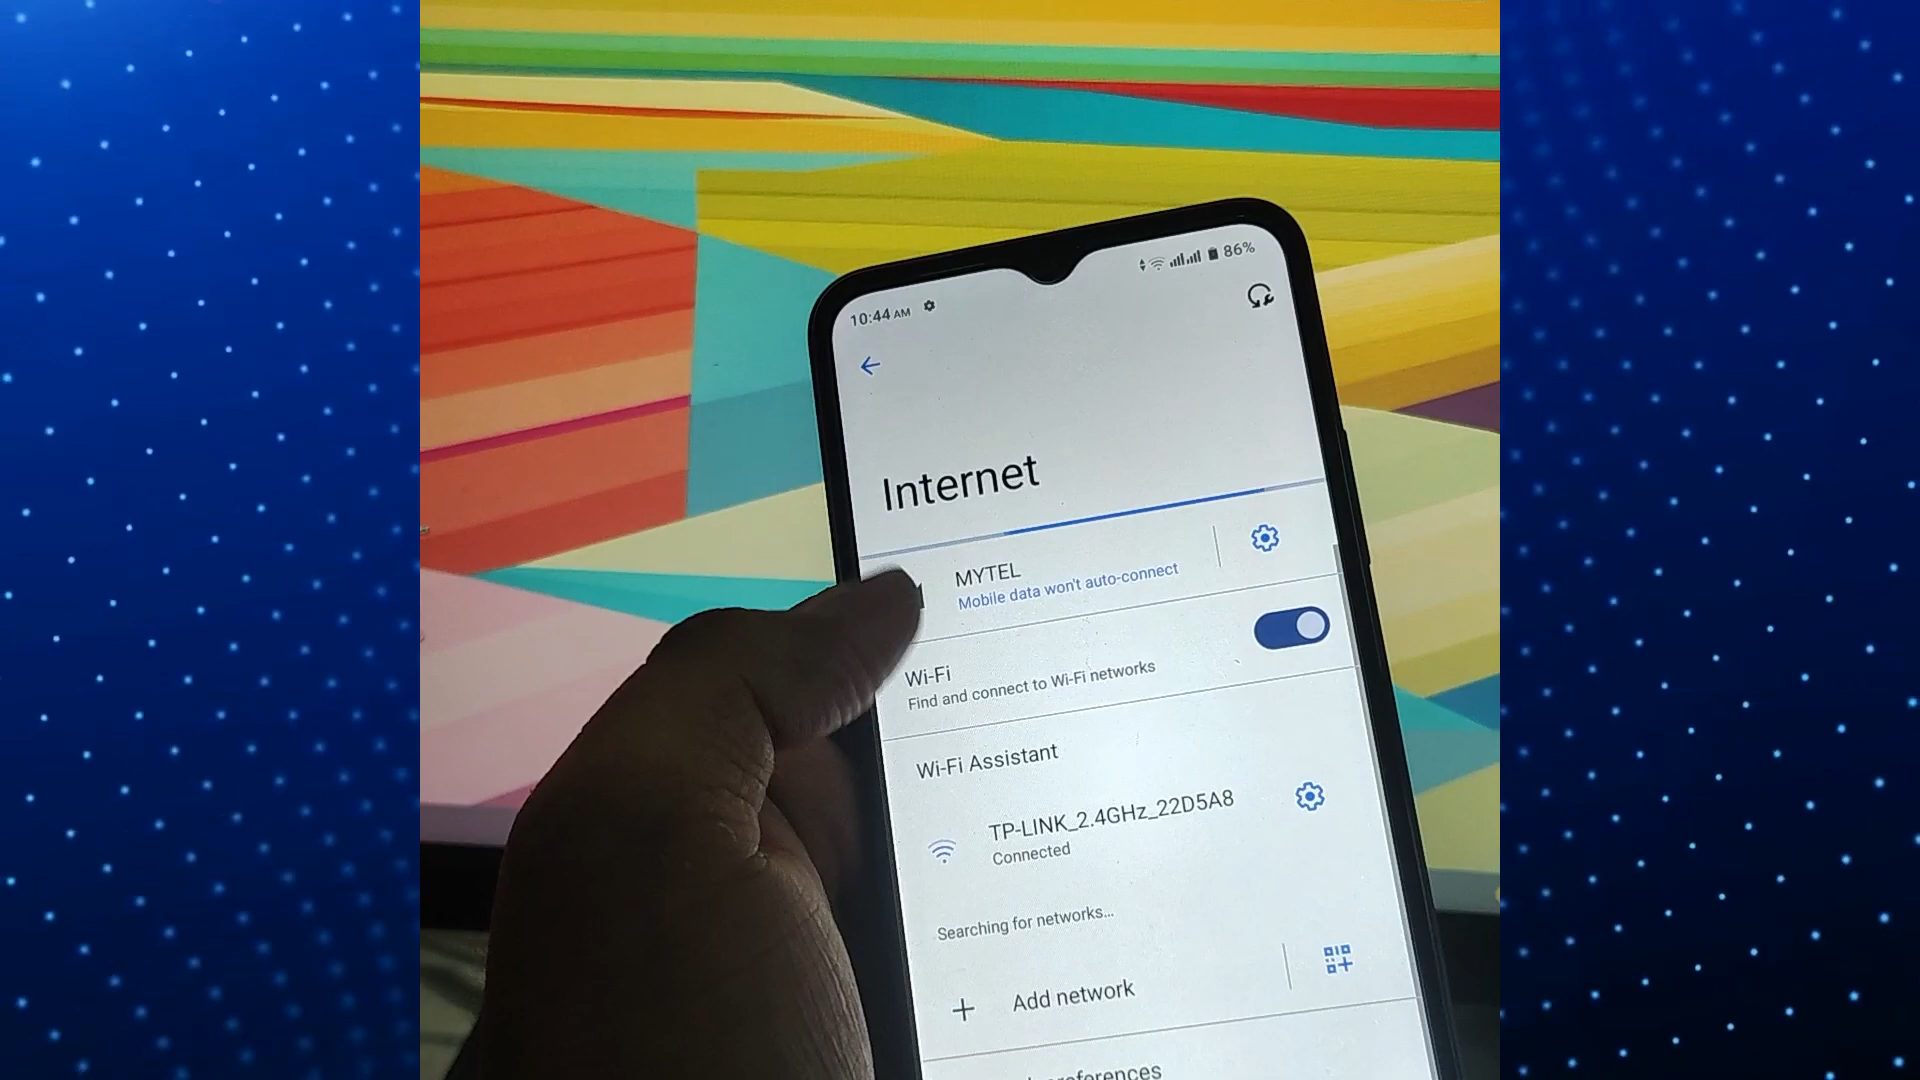 10:44 AM
86%
Internet
MYTEL
Mobile data won't auto-connect
Wi-Fi
Find and connect to Wi-Fi networks
Wi-Fi Assistant
TP-LINK_2.4GHz_22D5A8
Connected
Searching for networks...
Add network